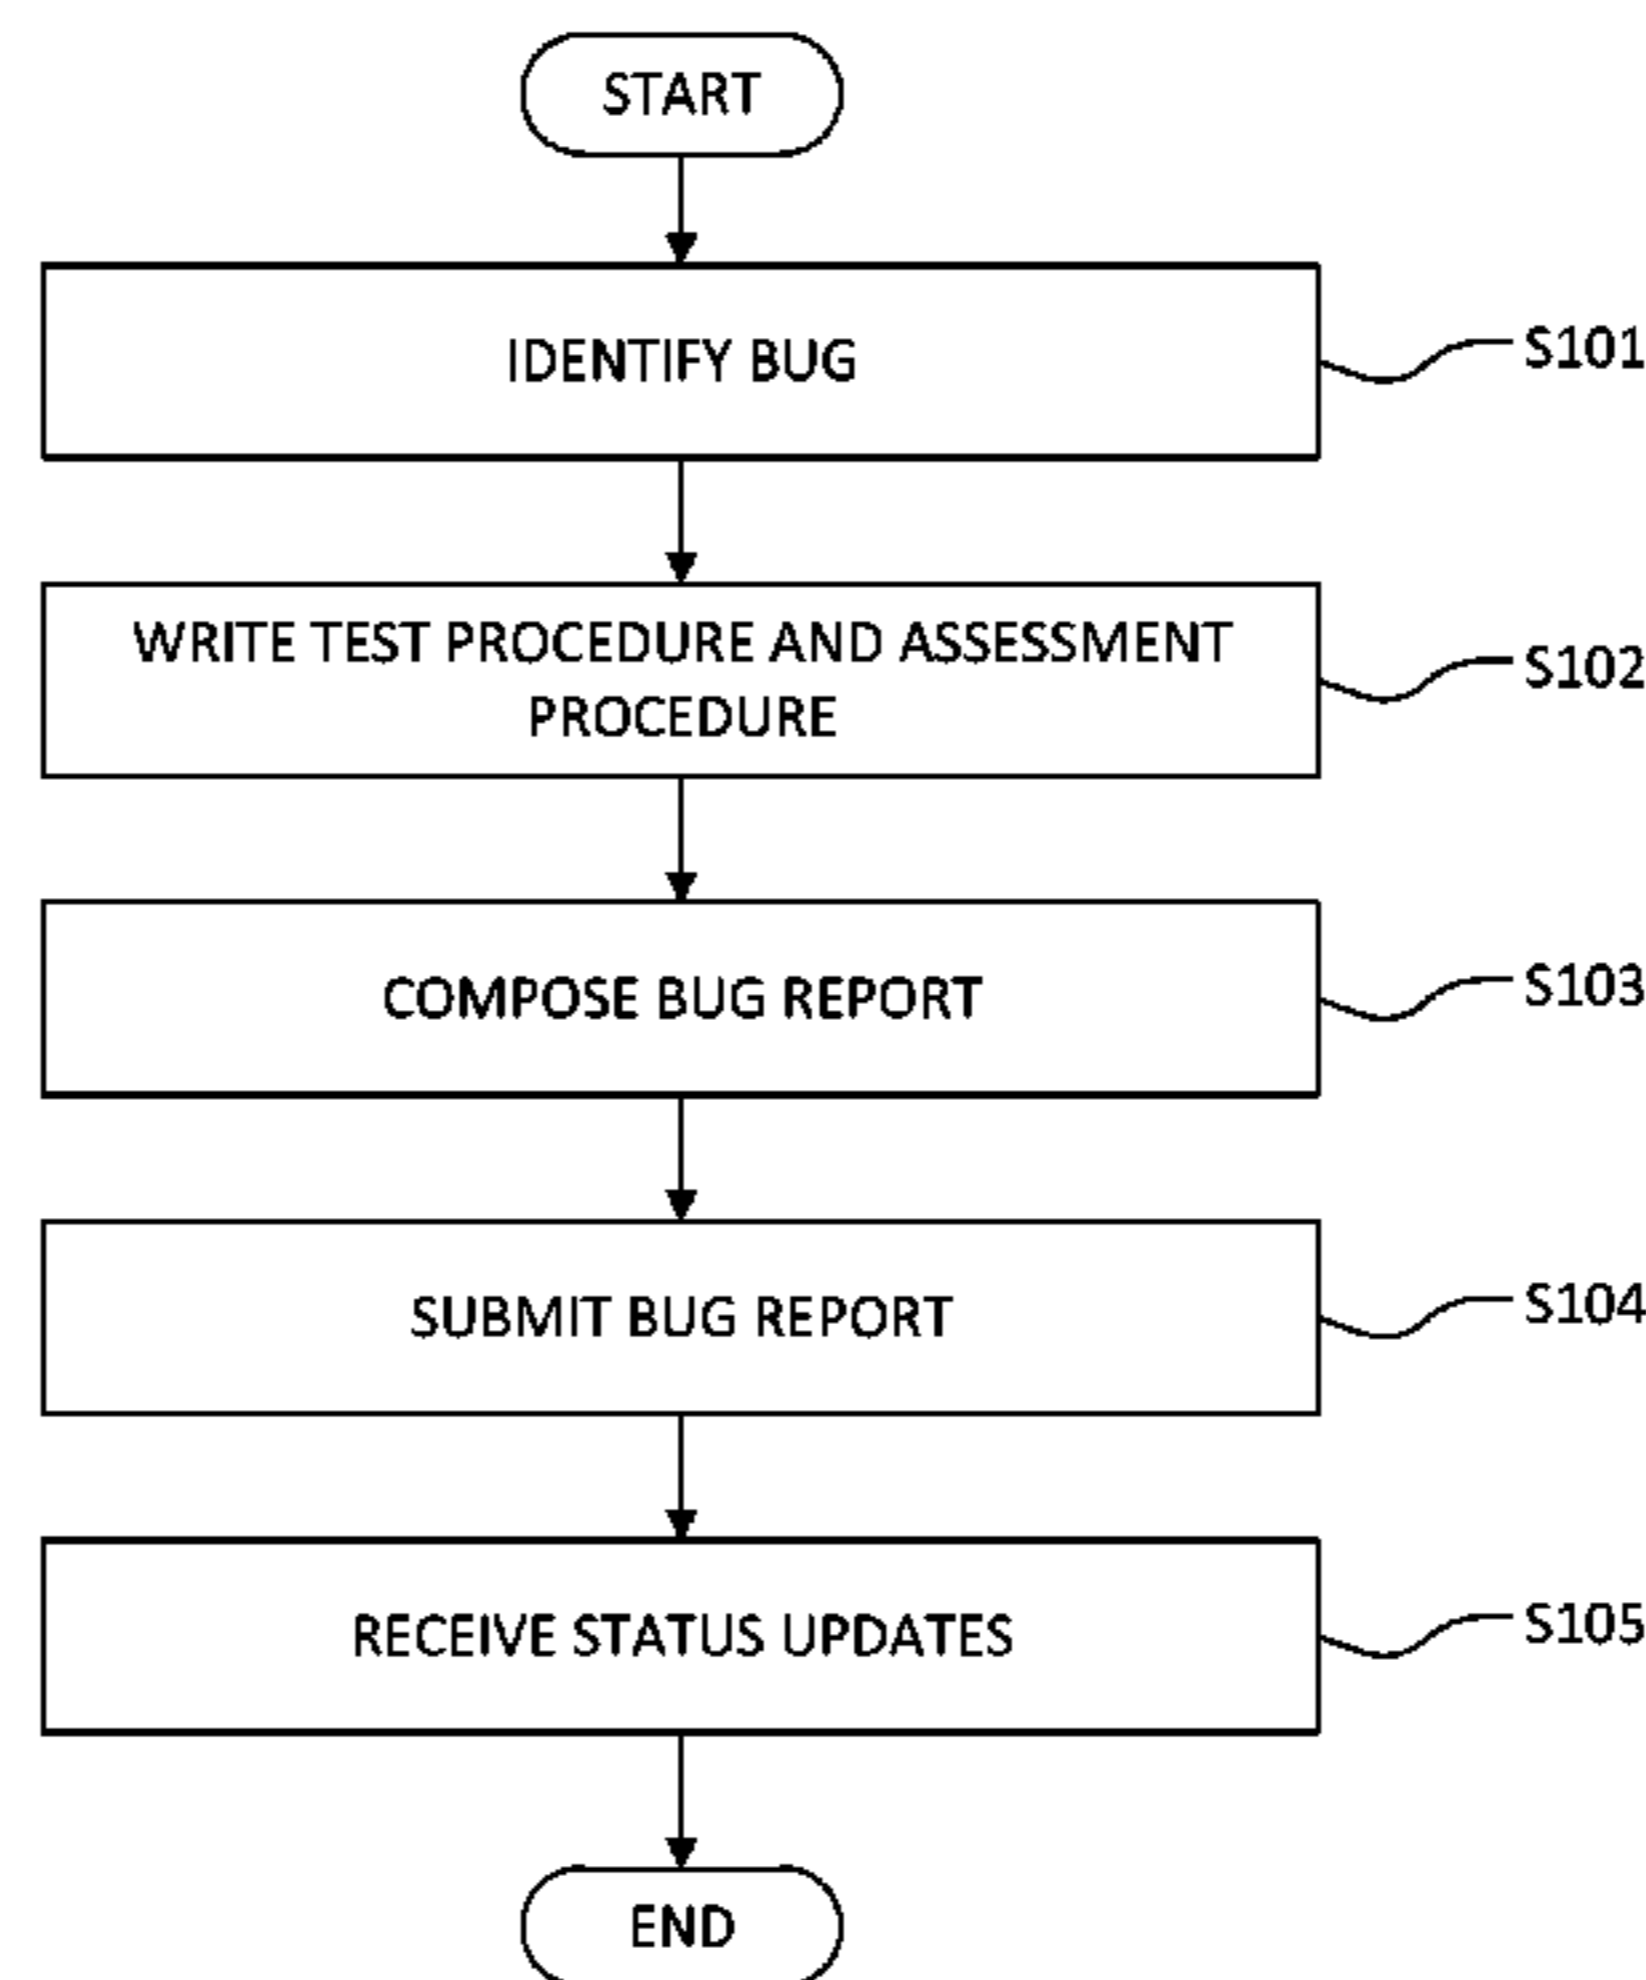 START
IDENTIFY BUG
S101
WRITE TEST PROCEDURE AND ASSESSMENT
PROCEDURE
S102
COMPOSE BUG REPORT
S103
SUBMIT BUG REPORT
S104
RECEIVE STATUS UPDATES
S105
END